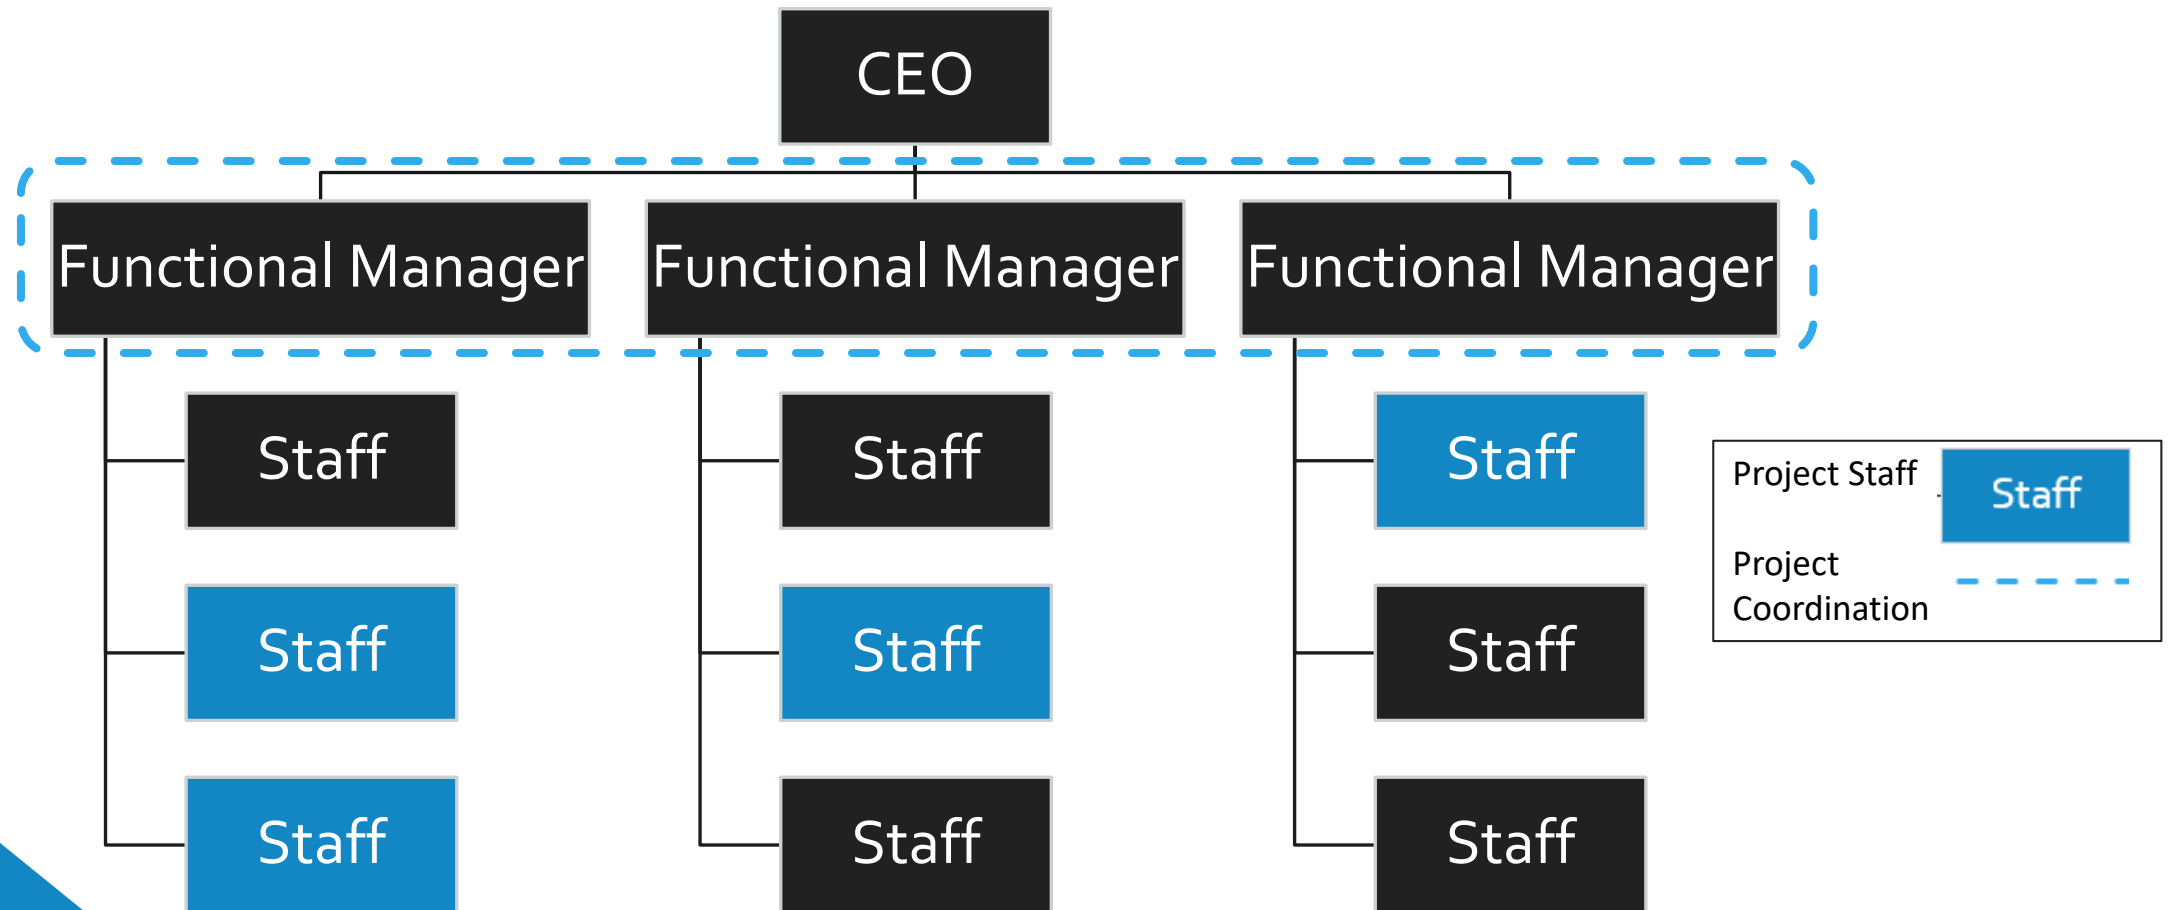 CEO
Functional Manager
Functional Manager
Functional Manager
Staff
Staff
Staff
Staff
Staff
Staff
Staff
Staff
Staff
Project Staff
Staff
Project
Coordination